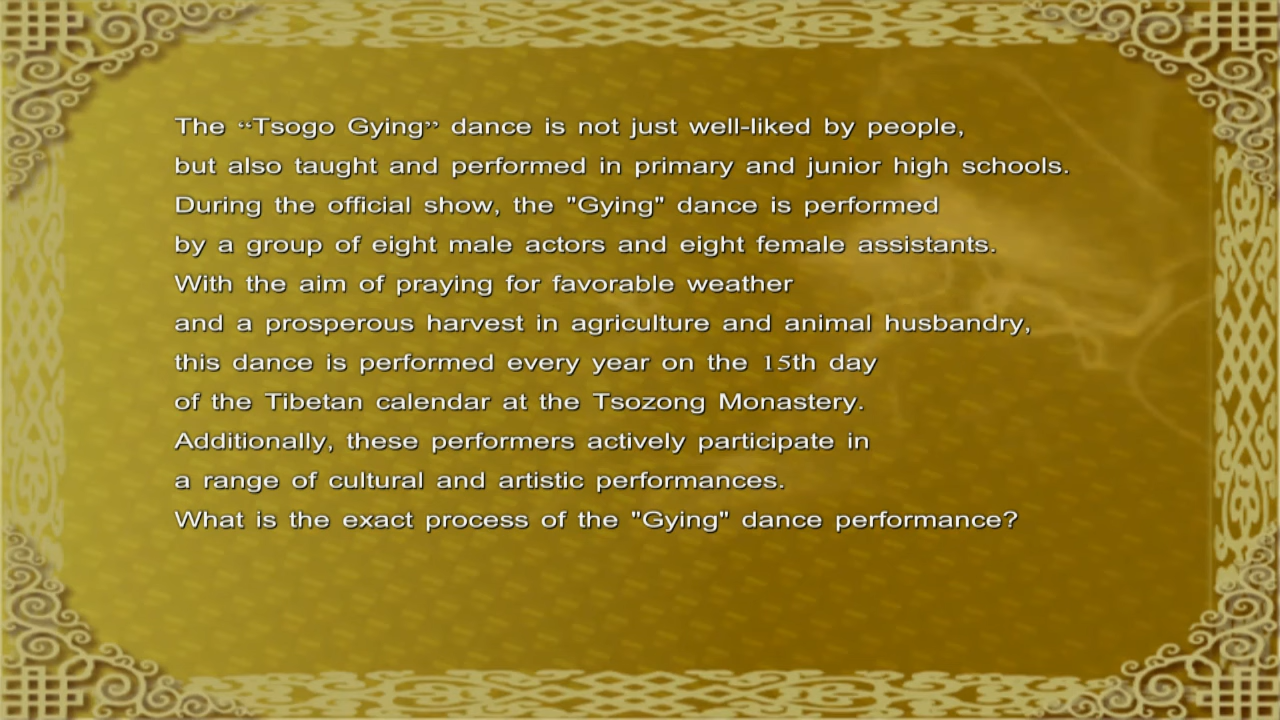 The “Tsogo Gying” dance is not just well-liked by people,
but also taught and performed in primary and junior high schools.
During the official show, the "Gying" dance is performed
by a group of eight male actors and eight female assistants.
With the aim of praying for favorable weather
and a prosperous harvest in agriculture and animal husbandry,
this dance is performed every year on the 15th day
of the Tibetan calendar at the Tsozong Monastery.
Additionally, these performers actively participate in
a range of cultural and artistic performances.
What is the exact process of the "Gying" dance performance?